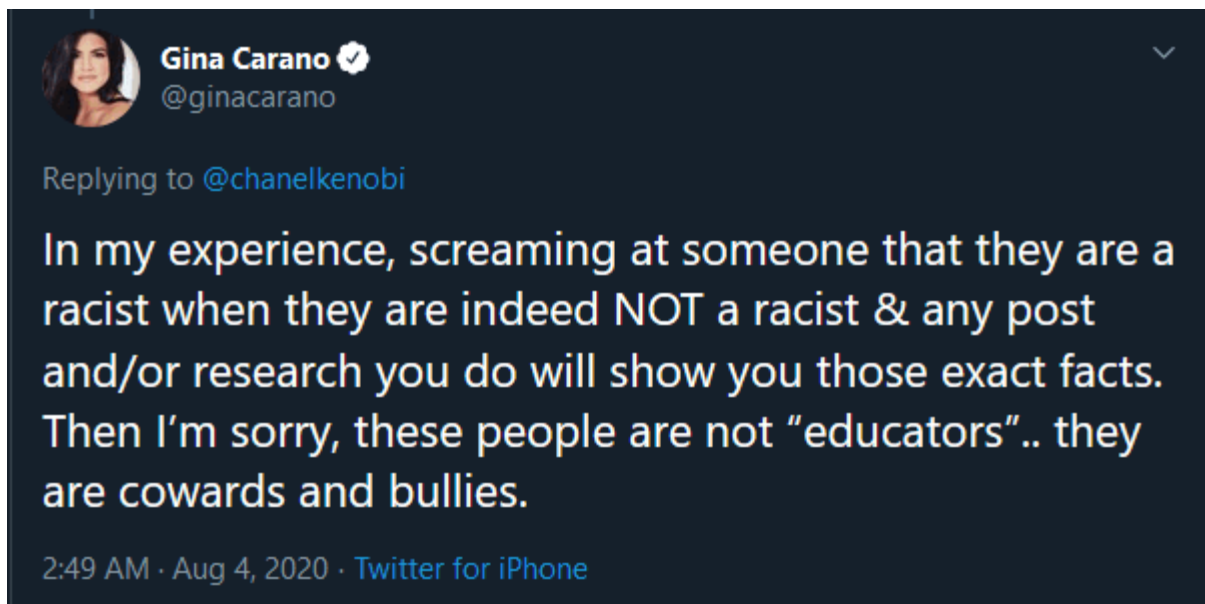 Gina Carano
@ginacarano
Replying to @chanelkenobi
In my experience, screaming at someone that they are a
racist when they are indeed NOT a racist & any post
and/or research you do will show you those exact facts.
Then I’m sorry, these people are not “educators”.. they
are cowards and bullies.
2:49 AM · Aug 4, 2020 · Twitter for iPhone